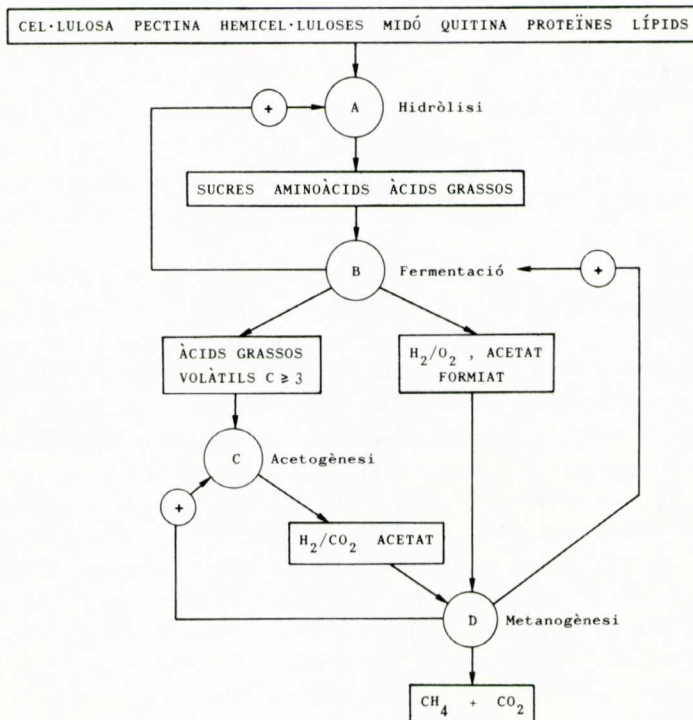 CEL·LULOSA PECTINA HEMICEL·LULOSES MIDÓ QUITINA PROTEÏNES LÍPIDS
+
A
Hidròlisi
SUCRES AMINOÀCIDS ÀCIDS GRASSOS
B
Fermentació
+
ÀCIDS GRASSOS
VOLÀTILS C ⩾ 3
H₂/O₂ , ACETAT
FORMIAT
C
Acetogènesi
+
H₂/CO₂ ACETAT
D
Metanogènesi
CH₄ + CO₂